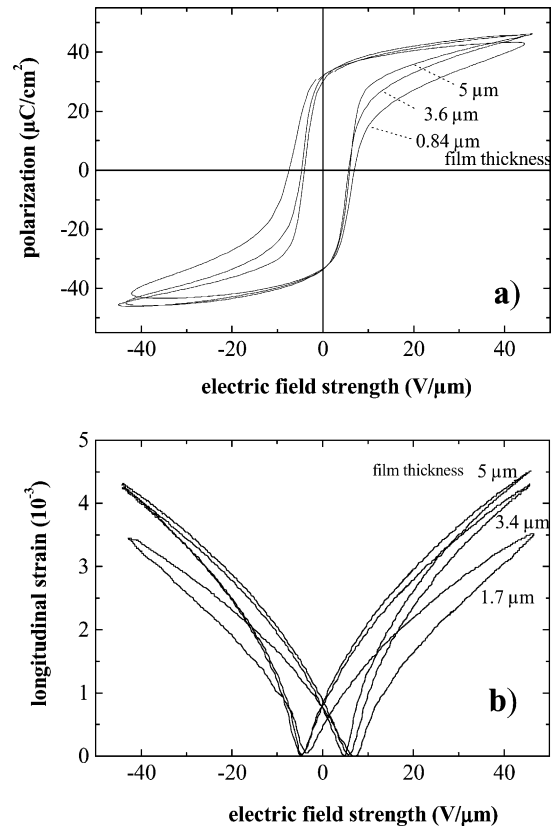 40
20
0
-20
-40
polarization (µC/cm²)
5 µm
3.6 µm
0.84 µm
film thickness
a)
-40 -20 0 20 40
electric field strength (V/µm)
5
4
3
2
1
0
longitudinal strain (10⁻³)
film thickness 5 µm
3.4 µm
1.7 µm
b)
-40 -20 0 20 40
electric field strength (V/µm)